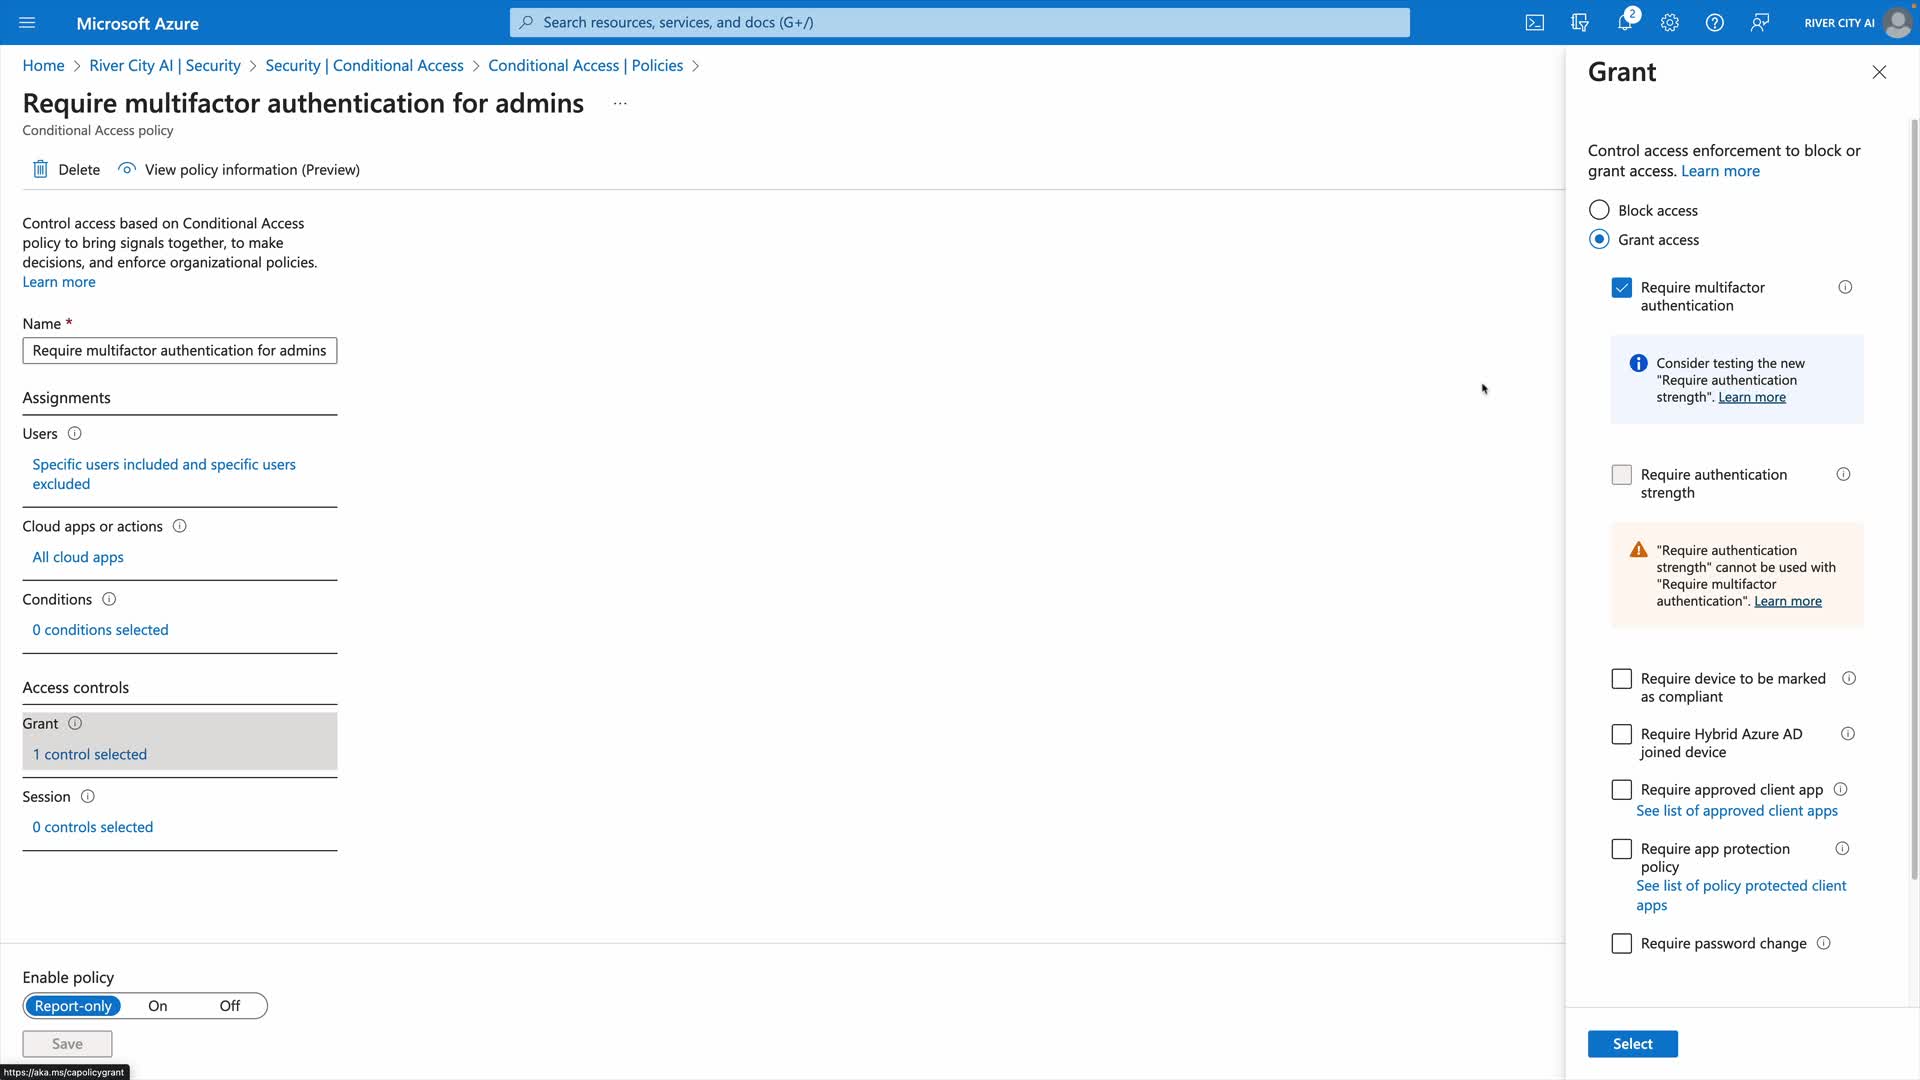 Microsoft Azure
Search resources, services, and docs (G+/)
2
RIVER CITY AI
Home > River City AI | Security > Security | Conditional Access > Conditional Access | Policies >
Require multifactor authentication for admins ...
Conditional Access policy
Delete
View policy information (Preview)
Control access based on Conditional Access
policy to bring signals together, to make
decisions, and enforce organizational policies.
Learn more
Name *
Require multifactor authentication for admins
Assignments
Users
Specific users included and specific users
excluded
Cloud apps or actions
All cloud apps
Conditions
0 conditions selected
Access controls
Grant
1 control selected
Session
0 controls selected
Enable policy
Report-only On Off
Save
https://aka.ms/capolicygrant
Grant
Control access enforcement to block or
grant access. Learn more
Block access
Grant access
Require multifactor
authentication
Consider testing the new
"Require authentication
strength". Learn more
Require authentication
strength
"Require authentication
strength" cannot be used with
"Require multifactor
authentication". Learn more
Require device to be marked
as compliant
Require Hybrid Azure AD
joined device
Require approved client app
See list of approved client apps
Require app protection
policy
See list of policy protected client
apps
Require password change
Select